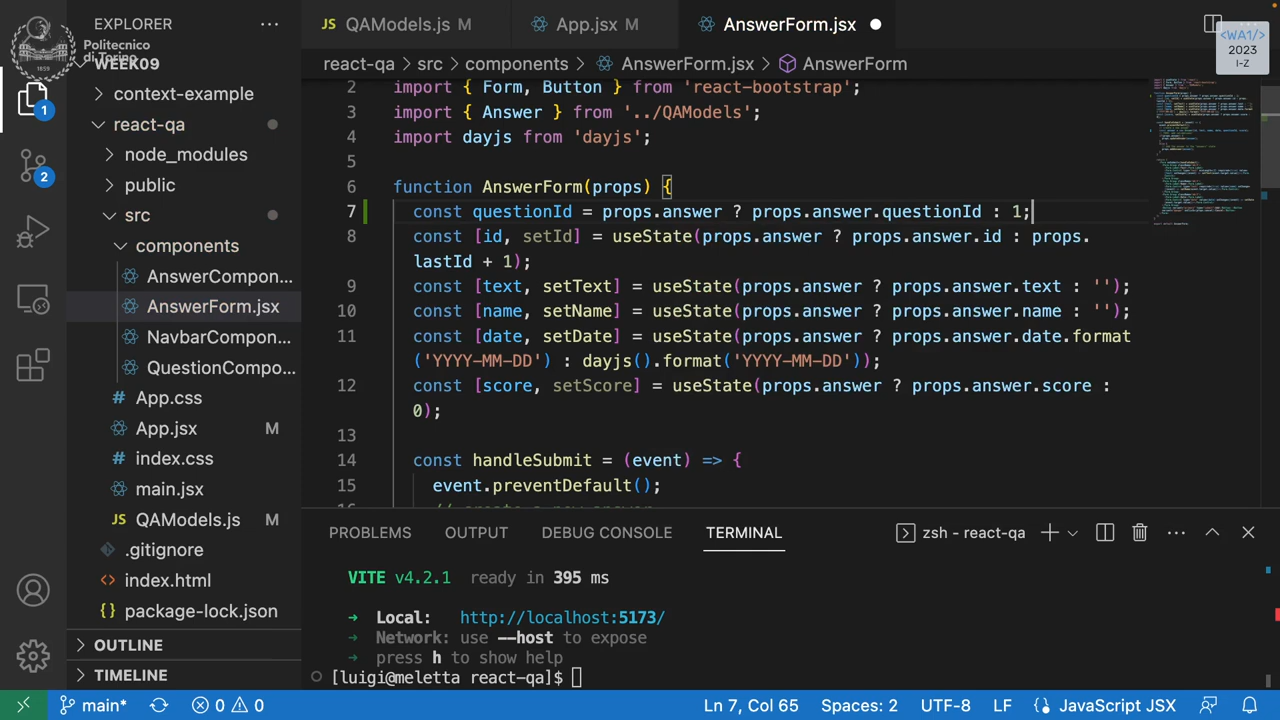 EXPLORER
QAModels.js M
App.jsx M
AnswerForm.jsx
Politecnico
di Torino
1859
WEEK09
<WA1/>
2023
I-Z
react-qa > src > components > AnswerForm.jsx > AnswerForm
context-example
react-qa
node_modules
public
src
components
AnswerCompon...
AnswerForm.jsx
NavbarCompon...
QuestionCompo...
App.css
App.jsx M
index.css
main.jsx
JS QAModels.js M
.gitignore
index.html
package-lock.json
OUTLINE
TIMELINE
1
2
2 import { Form, Button } from 'react-bootstrap';
3 import { Answer } from '../QAModels';
4 import dayjs from 'dayjs';
5
6 function AnswerForm(props) {
7 const questionId = props.answer ? props.answer.questionId : 1;
8 const [id, setId] = useState(props.answer ? props.answer.id : props.
lastId + 1);
9 const [text, setText] = useState(props.answer ? props.answer.text : '');
10 const [name, setName] = useState(props.answer ? props.answer.name : '');
11 const [date, setDate] = useState(props.answer ? props.answer.date.format
('YYYY-MM-DD') : dayjs().format('YYYY-MM-DD'));
12 const [score, setScore] = useState(props.answer ? props.answer.score :
0);
13
14 const handleSubmit = (event) => {
15 event.preventDefault();
PROBLEMS OUTPUT DEBUG CONSOLE TERMINAL
zsh - react-qa
VITE v4.2.1 ready in 395 ms
➜ Local: http://localhost:5173/
➜ Network: use --host to expose
➜ press h to show help
[luigi@meletta react-qa]$
main* 0 0 Ln 7, Col 65 Spaces: 2 UTF-8 LF JavaScript JSX